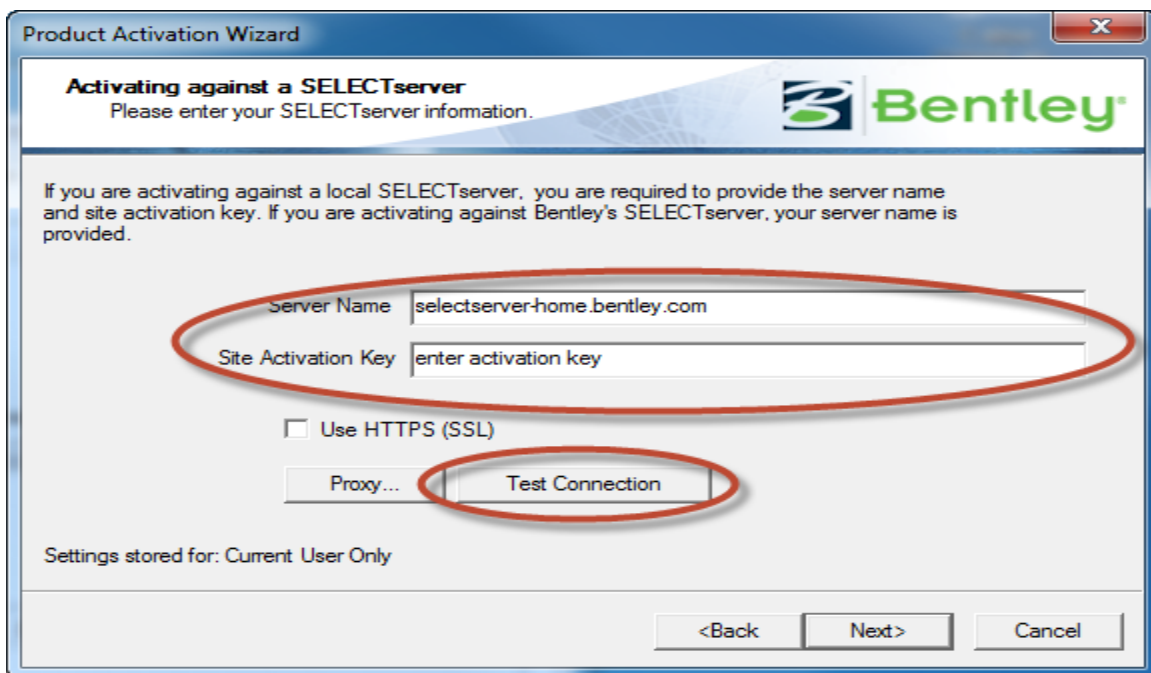 Product Activation Wizard
Activating against a SELECTserver
Please enter your SELECTserver information.
Bentley®
If you are activating against a local SELECTserver, you are required to provide the server name
and site activation key. If you are activating against Bentley's SELECTserver, your server name is
provided.
Server Name selectserver-home.bentley.com
Site Activation Key enter activation key
Use HTTPS (SSL)
Proxy... Test Connection
Settings stored for: Current User Only
<Back Next> Cancel